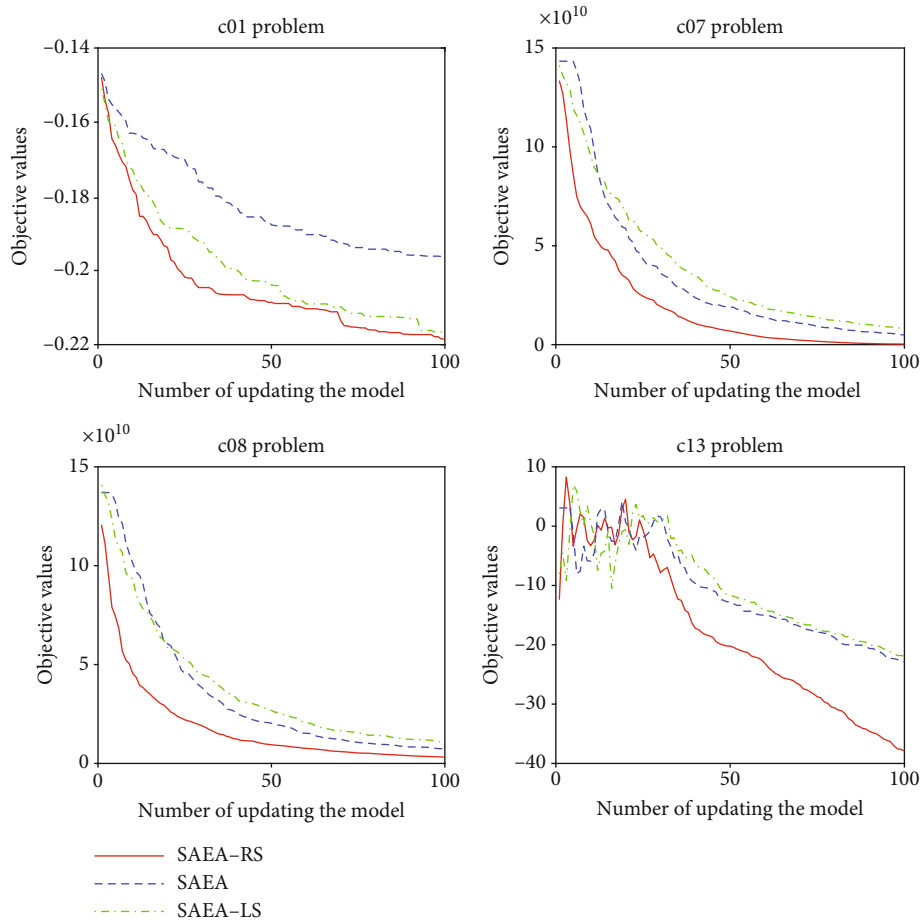 c01 problem
−0.14
−0.16
−0.18
−0.2
−0.22
0
50
100
Objective values
Number of updating the model
c07 problem
×10¹⁰
15
10
5
0
0
50
100
Objective values
Number of updating the model
c08 problem
×10¹⁰
15
10
5
0
0
50
100
Objective values
Number of updating the model
c13 problem
10
0
−10
−20
−30
−40
0
50
100
Objective values
Number of updating the model
SAEA−RS
SAEA
SAEA−LS